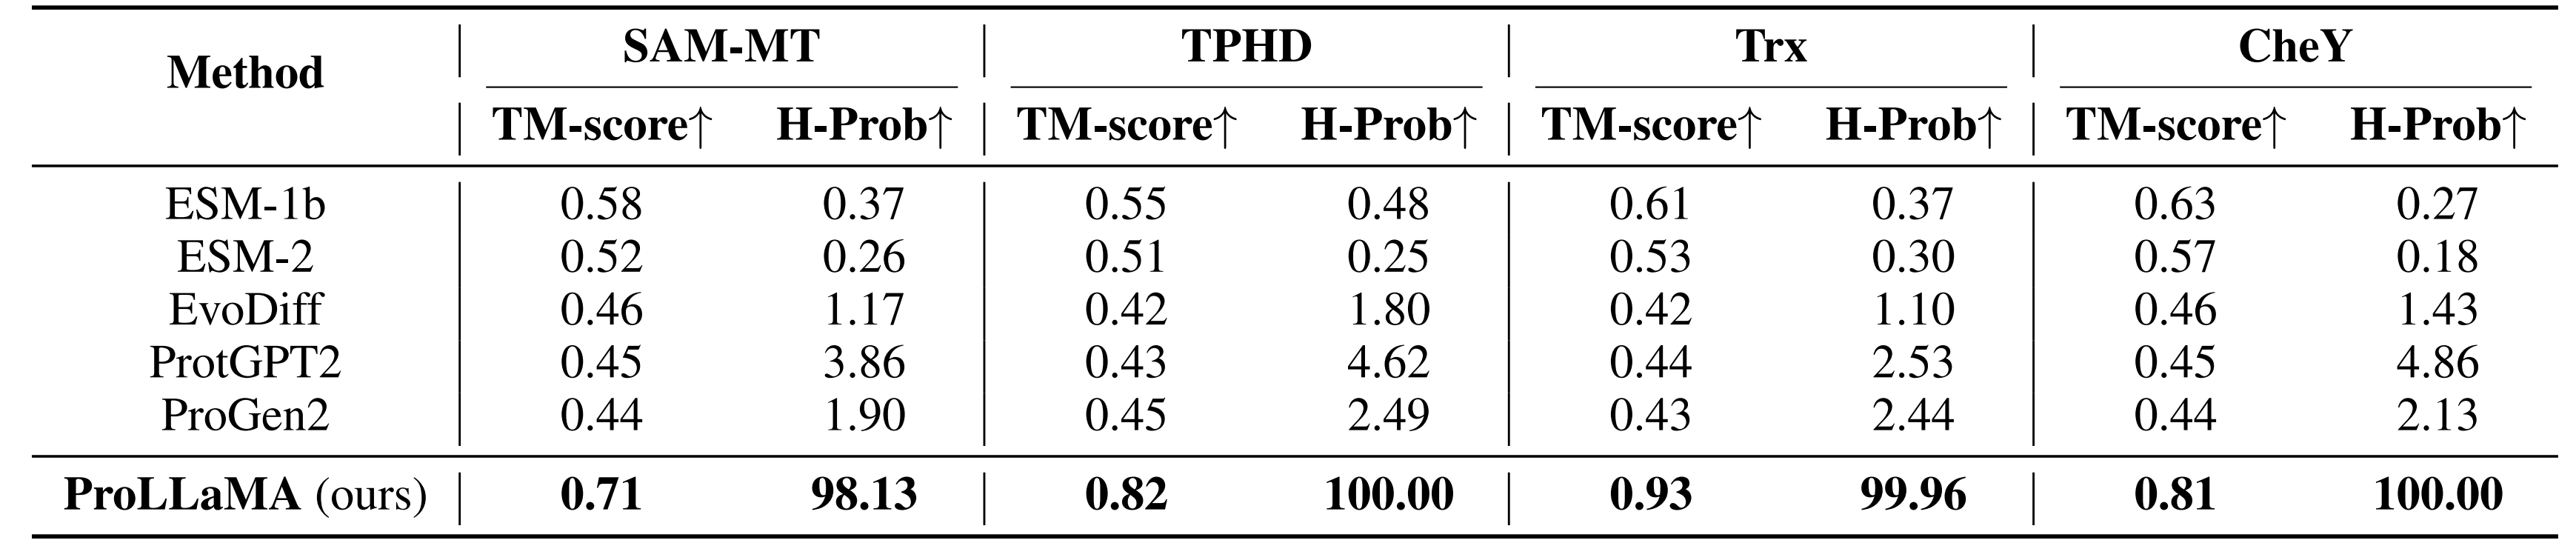 Method SAM-MT TPHD Trx CheY
TM-score↑ H-Prob↑ TM-score↑ H-Prob↑ TM-score↑ H-Prob↑ TM-score↑ H-Prob↑
ESM-1b 0.58 0.37 0.55 0.48 0.61 0.37 0.63 0.27
ESM-2 0.52 0.26 0.51 0.25 0.53 0.30 0.57 0.18
EvoDiff 0.46 1.17 0.42 1.80 0.42 1.10 0.46 1.43
ProtGPT2 0.45 3.86 0.43 4.62 0.44 2.53 0.45 4.86
ProGen2 0.44 1.90 0.45 2.49 0.43 2.44 0.44 2.13
ProLLaMA (ours) 0.71 98.13 0.82 100.00 0.93 99.96 0.81 100.00